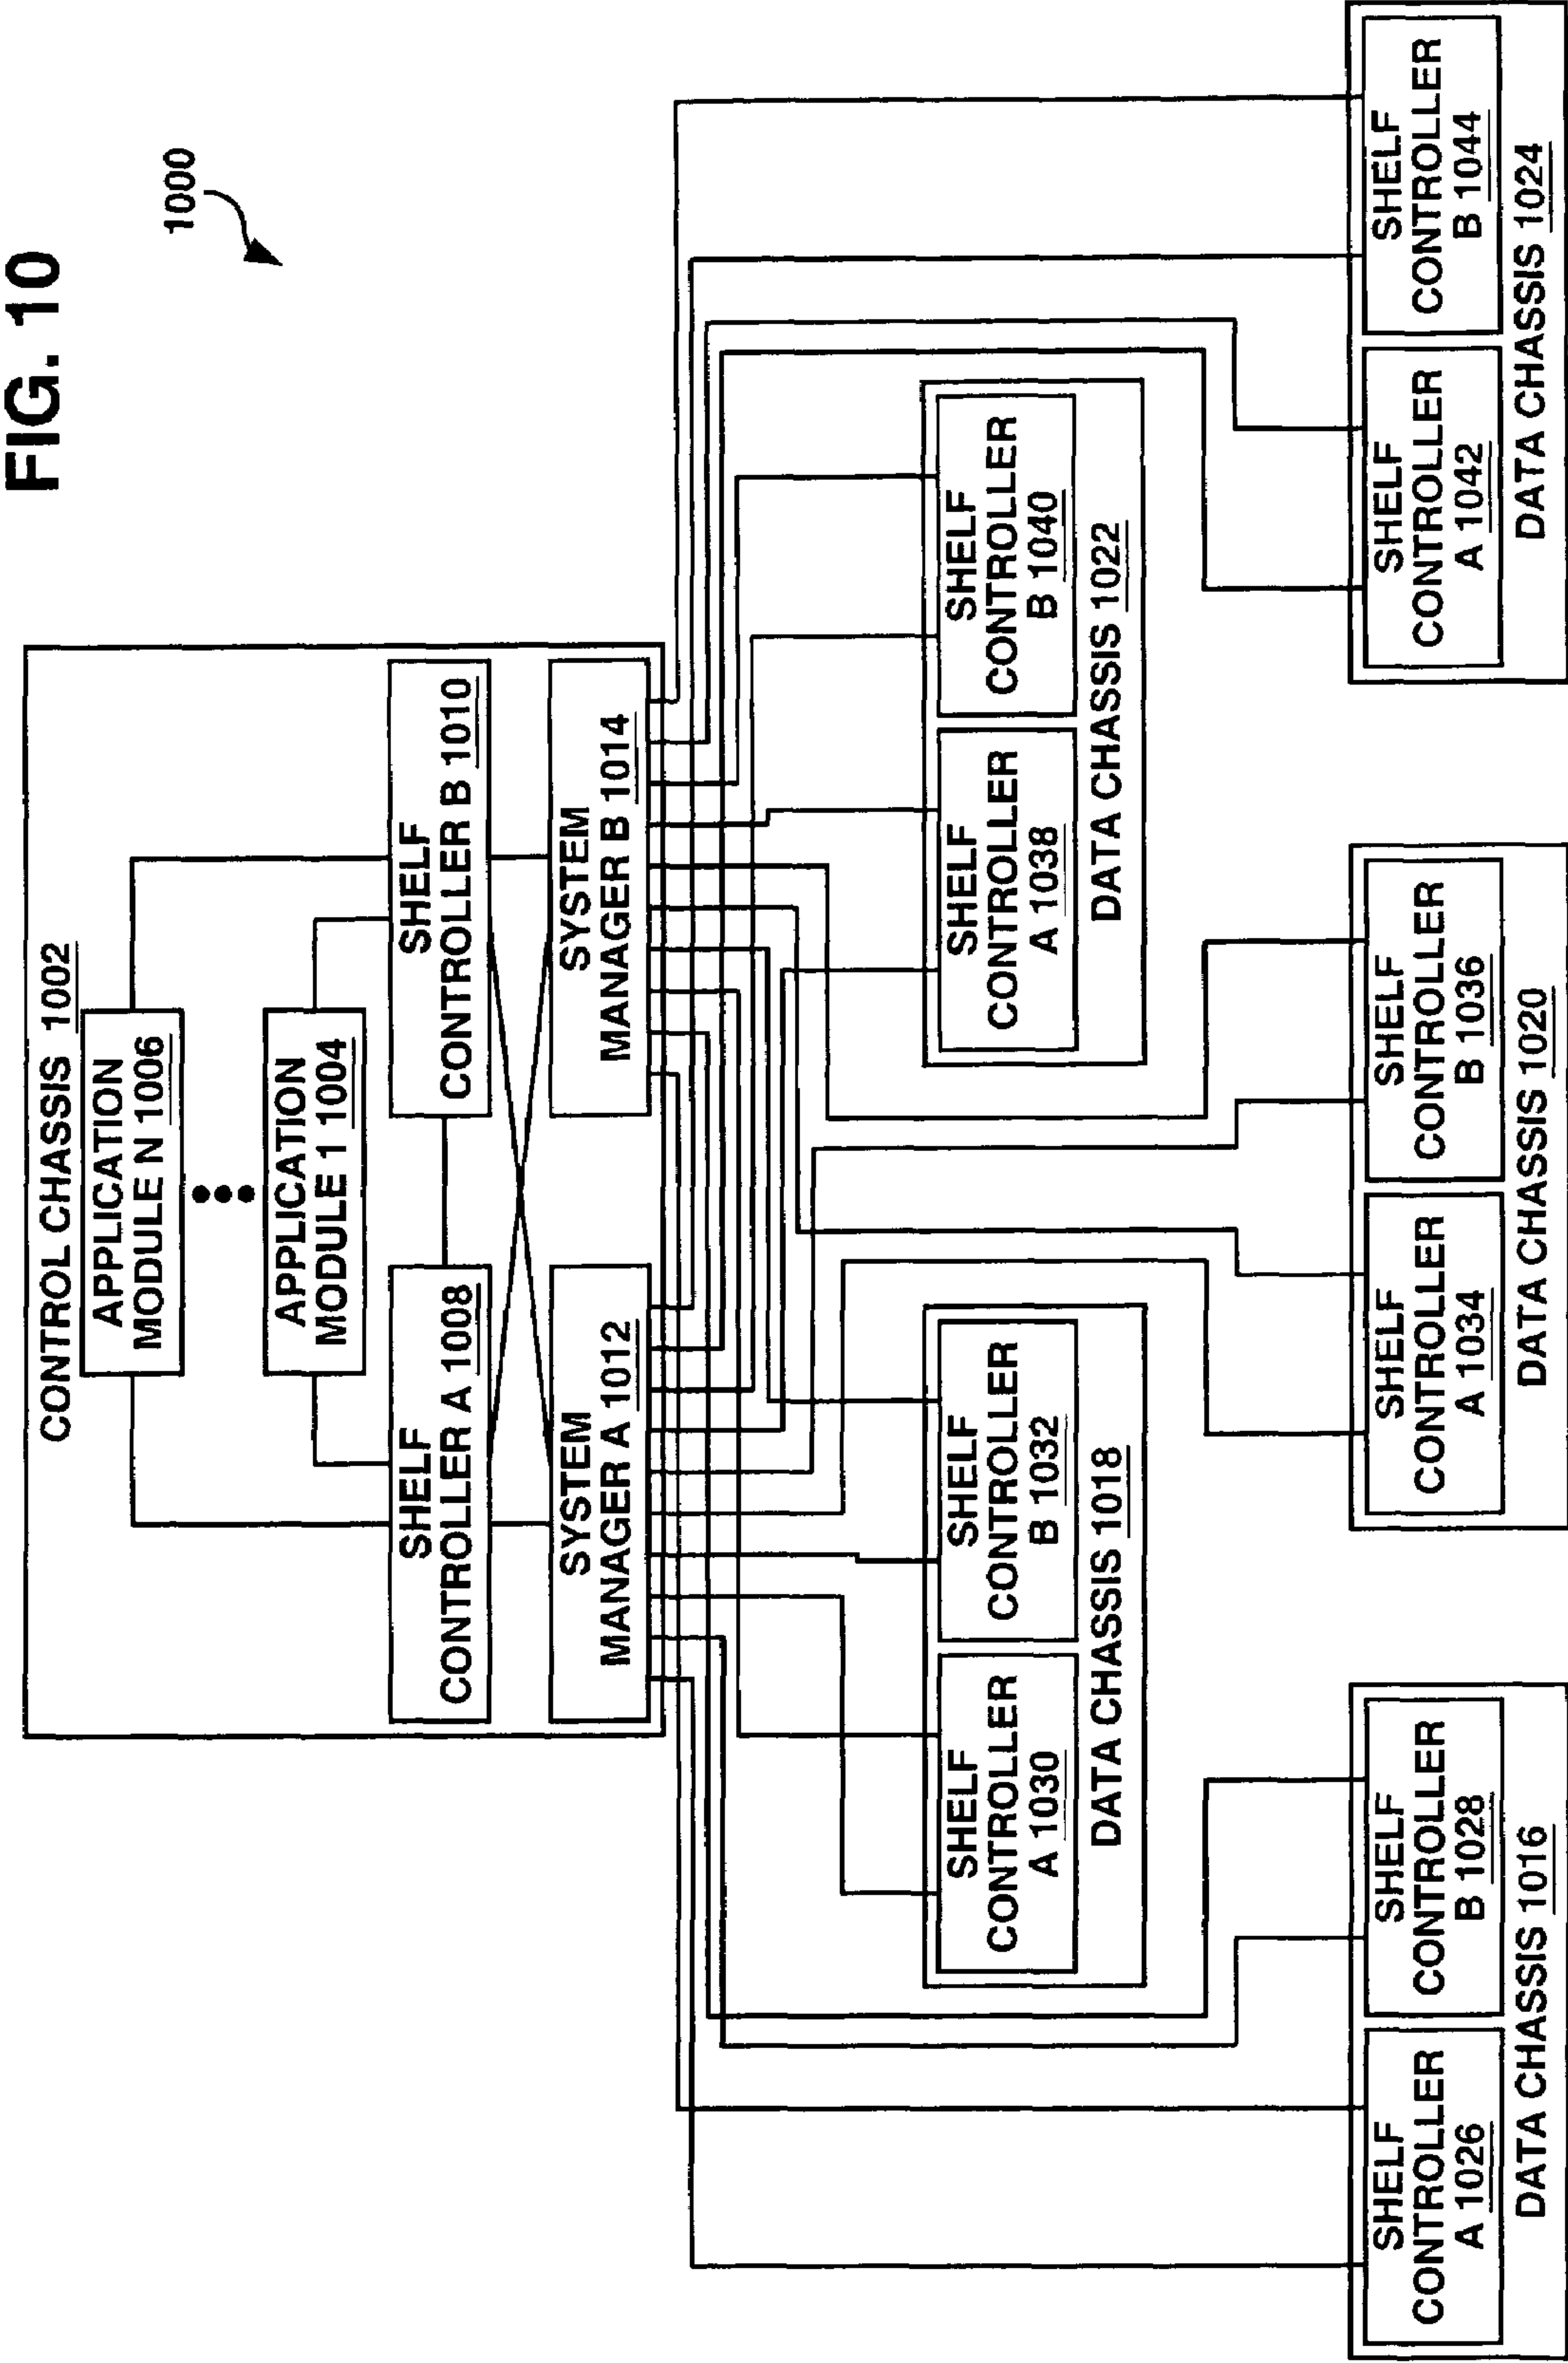 FIG. 10
1000
CONTROL CHASSIS 1002
APPLICATION
MODULE N 1006
APPLICATION
MODULE 1 1004
SHELF
CONTROLLER A 1008
SHELF
CONTROLLER B 1010
SYSTEM
MANAGER A 1012
SYSTEM
MANAGER B 1014
SHELF
CONTROLLER
A 1030
SHELF
CONTROLLER
B 1032
DATA CHASSIS 1018
SHELF
CONTROLLER
A 1038
SHELF
CONTROLLER
B 1040
DATA CHASSIS 1022
SHELF
CONTROLLER
A 1026
SHELF
CONTROLLER
B 1028
DATA CHASSIS 1016
SHELF
CONTROLLER
A 1034
SHELF
CONTROLLER
B 1036
DATA CHASSIS 1020
SHELF
CONTROLLER
A 1042
SHELF
CONTROLLER
B 1044
DATA CHASSIS 1024